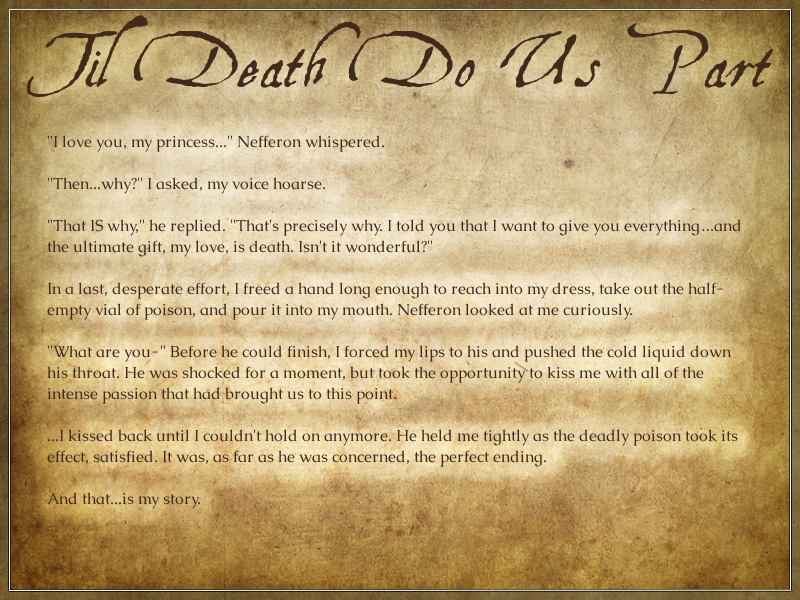 Til Death Do Us Part
"I love you, my princess..." Nefferon whispered.
"Then...why?" I asked, my voice hoarse.
"That IS why," he replied. "That's precisely why. I told you that I want to give you everything...and
the ultimate gift, my love, is death. Isn't it wonderful?"
In a last, desperate effort, I freed a hand long enough to reach into my dress, take out the half-
empty vial of poison, and pour it into my mouth. Nefferon looked at me curiously.
"What are you-" Before he could finish, I forced my lips to his and pushed the cold liquid down
his throat. He was shocked for a moment, but took the opportunity to kiss me with all of the
intense passion that had brought us to this point.
...I kissed back until I couldn't hold on anymore. He held me tightly as the deadly poison took its
effect, satisfied. It was, as far as he was concerned, the perfect ending.
And that...is my story.